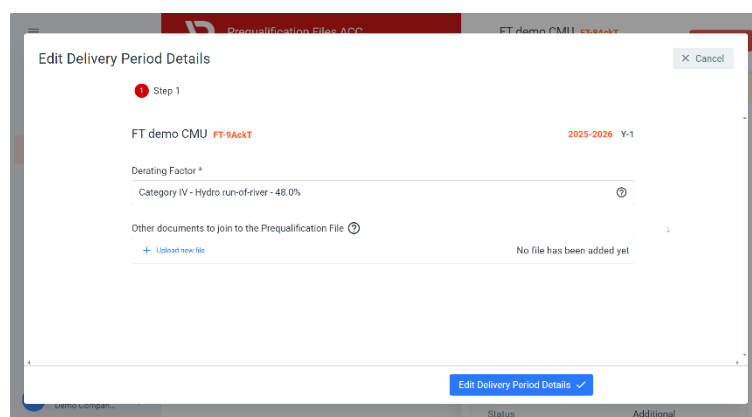 Prequalification Files ACC
FT demo CMU FT-9AckT
Edit Delivery Period Details
Cancel
1 Step 1
FT demo CMU FT-9AckT
2025-2026 Y-1
Derating Factor *
Category IV - Hydro run-of-river - 48.0%
Other documents to join to the Prequalification File
+ Upload new file
No file has been added yet
Edit Delivery Period Details
Demo Compan...
Status
Additional